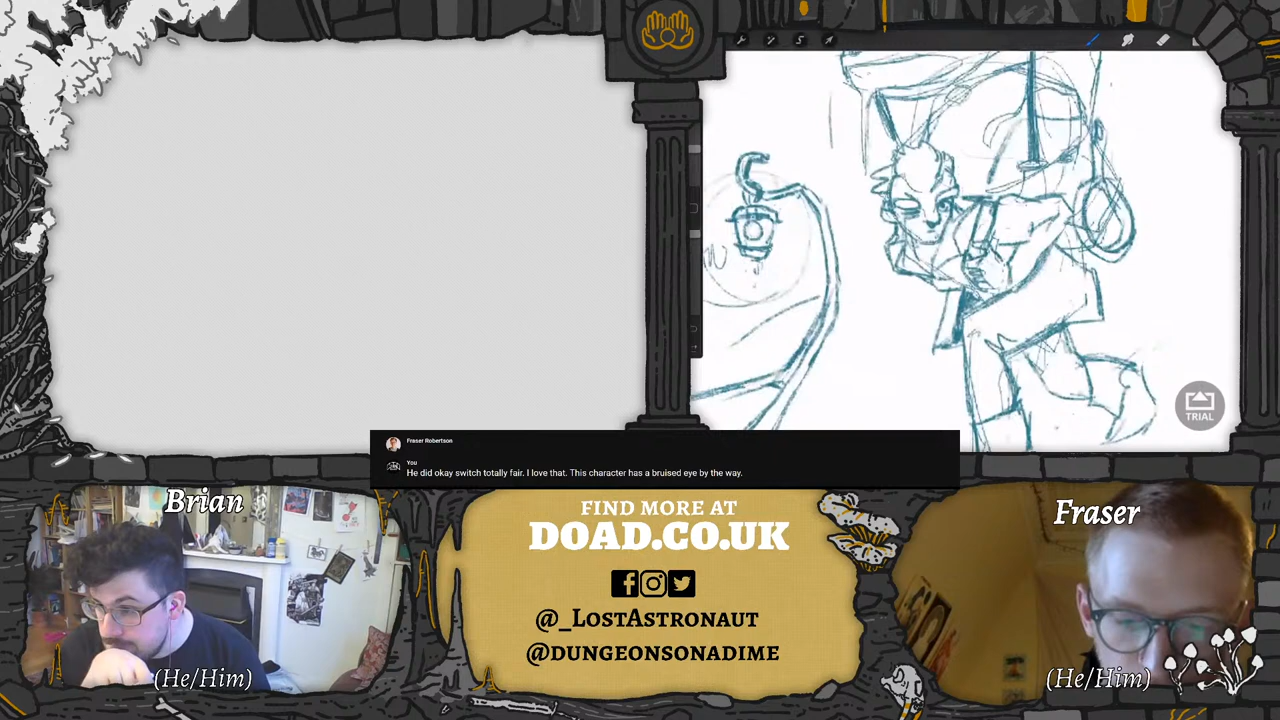 TRIAL
Fraser Robertson
You
He did okay switch totally fair. I love that. This character has a bruised eye by the way.
Brian
(He/Him)
FIND MORE AT
DOAD.CO.UK
@_LostAstronaut
@dungeonsonadime
Fraser
(He/Him)